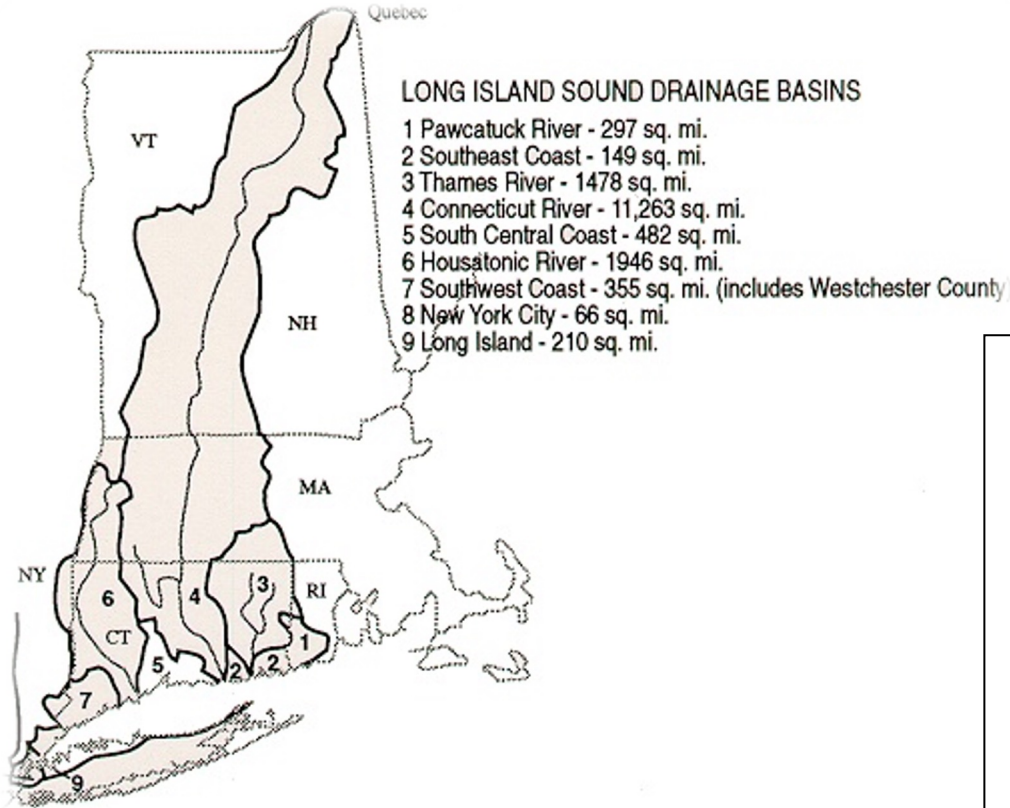 Quebec
LONG ISLAND SOUND DRAINAGE BASINS
1 Pawcatuck River - 297 sq. mi.
2 Southeast Coast - 149 sq. mi.
3 Thames River - 1478 sq. mi.
4 Connecticut River - 11,263 sq. mi.
5 South Central Coast - 482 sq. mi.
6 Housatonic River - 1946 sq. mi.
7 Southwest Coast - 355 sq. mi. (includes Westchester County)
8 New York City - 66 sq. mi.
9 Long Island - 210 sq. mi.
VT
NH
MA
NY
RI
CT
6
4
3
1
5
2
2
7
9